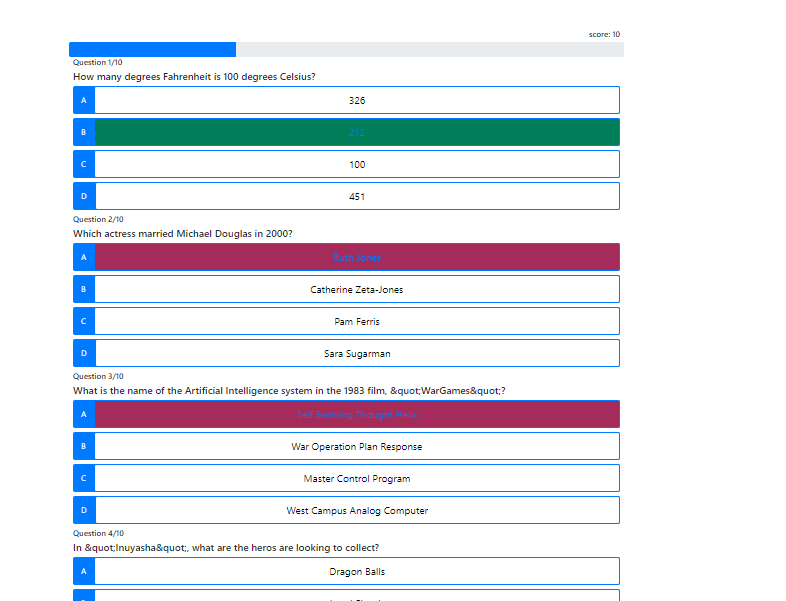 score: 10
Question 1/10
How many degrees Fahrenheit is 100 degrees Celsius?
A 326
B 212
C 100
D 451
Question 2/10
Which actress married Michael Douglas in 2000?
A Ruth Jones
B Catherine Zeta-Jones
C Pam Ferris
D Sara Sugarman
Question 3/10
What is the name of the Artificial Intelligence system in the 1983 film, &quot;WarGames&quot;?
A Self Evolving Thought Helix
B War Operation Plan Response
C Master Control Program
D West Campus Analog Computer
Question 4/10
In &quot;Inuyasha&quot;, what are the heros are looking to collect?
A Dragon Balls